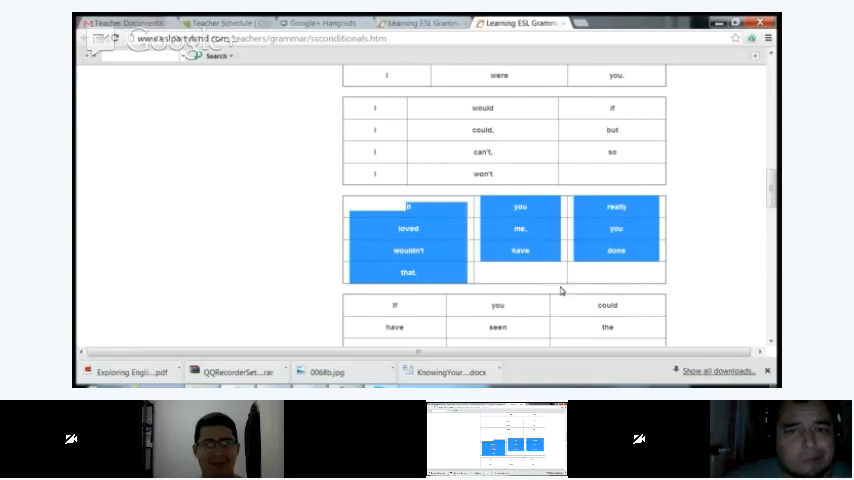 Teacher Documents
Teacher Schedule | G
Google+ Hangouts
Learning ESL Gramm
Learning ESL Gramm
Google+
www.eslpartyland.com/teachers/grammar/ssconditionals.htm
Search
I were you.
I would if
I could, but
I can't, so
I won't
If you really
loved me, you
wouldn't have done
that.
If you could
have seen the
Exploring Engli...pdf
QQRecorderSet....rar
0068b.jpg
KnowingYour....docx
Show all downloads...